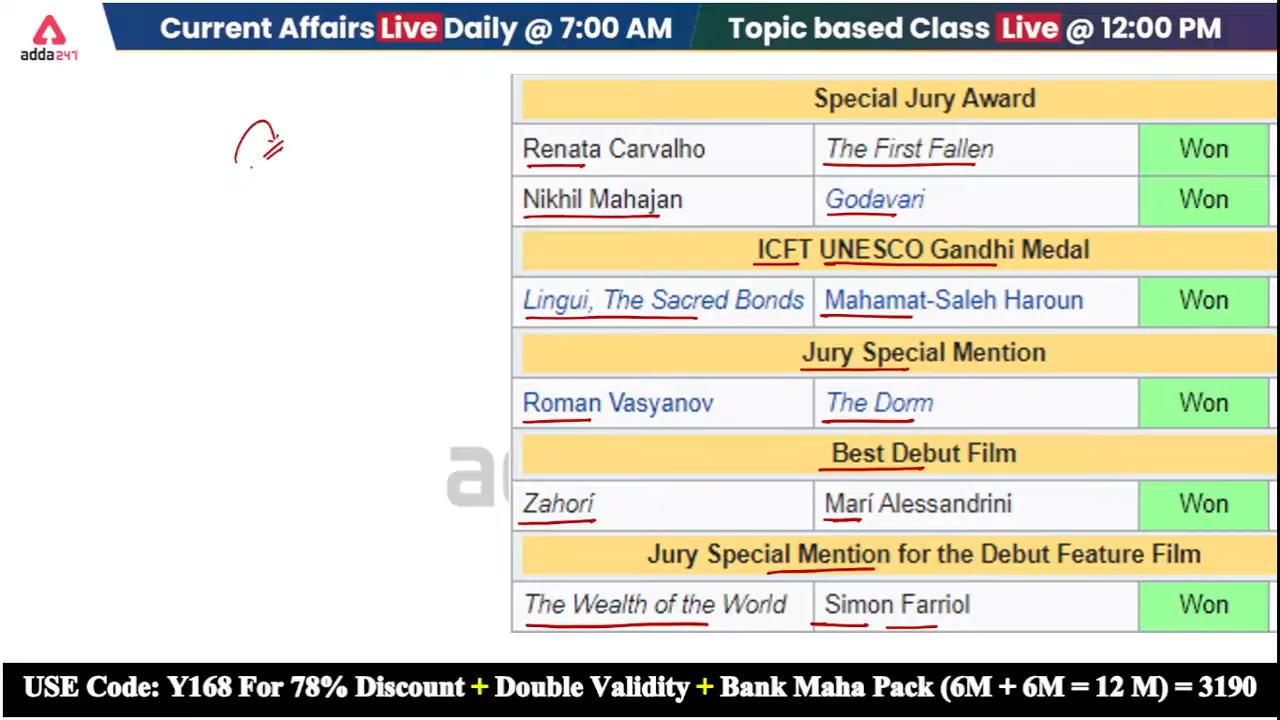 Current Affairs Live Daily @ 7:00 AM
Topic based Class Live @ 12:00 PM
adda247
Special Jury Award
Renata Carvalho The First Fallen Won
Nikhil Mahajan Godavari Won
ICFT UNESCO Gandhi Medal
Lingui, The Sacred Bonds Mahamat-Saleh Haroun Won
Jury Special Mention
Roman Vasyanov The Dorm Won
Best Debut Film
Zahorí Marí Alessandrini Won
Jury Special Mention for the Debut Feature Film
The Wealth of the World Simon Farriol Won
USE Code: Y168 For 78% Discount + Double Validity + Bank Maha Pack (6M + 6M = 12 M) = 3190